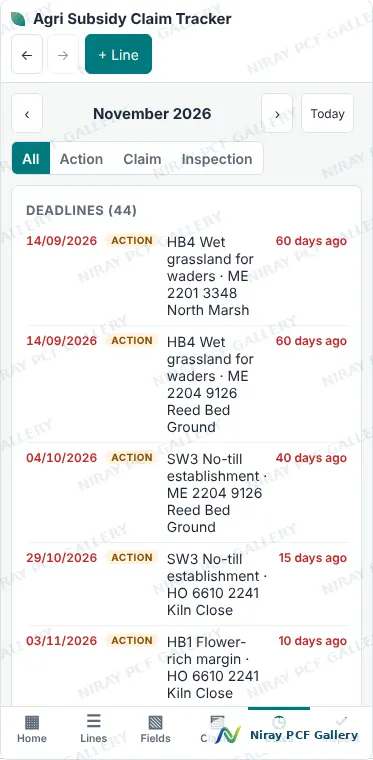 Agri Subsidy Claim Tracker
← → + Line
‹ November 2026 › Today
All Action Claim Inspection
DEADLINES (44)
14/09/2026 ACTION HB4 Wet 60 days ago
grassland for
waders · ME
2201 3348
North Marsh
14/09/2026 ACTION HB4 Wet 60 days ago
grassland for
waders · ME
2204 9126
Reed Bed
Ground
04/10/2026 ACTION SW3 No-till 40 days ago
establishment ·
ME 2204 9126
Reed Bed
Ground
29/10/2026 ACTION SW3 No-till 15 days ago
establishment ·
HO 6610 2241
Kiln Close
03/11/2026 ACTION HB1 Flower- 10 days ago
rich margin ·
HO 6610 2241
Kiln Close
Home Lines Fields
Niray PCF Gallery
NIRAY PCF GALLERY